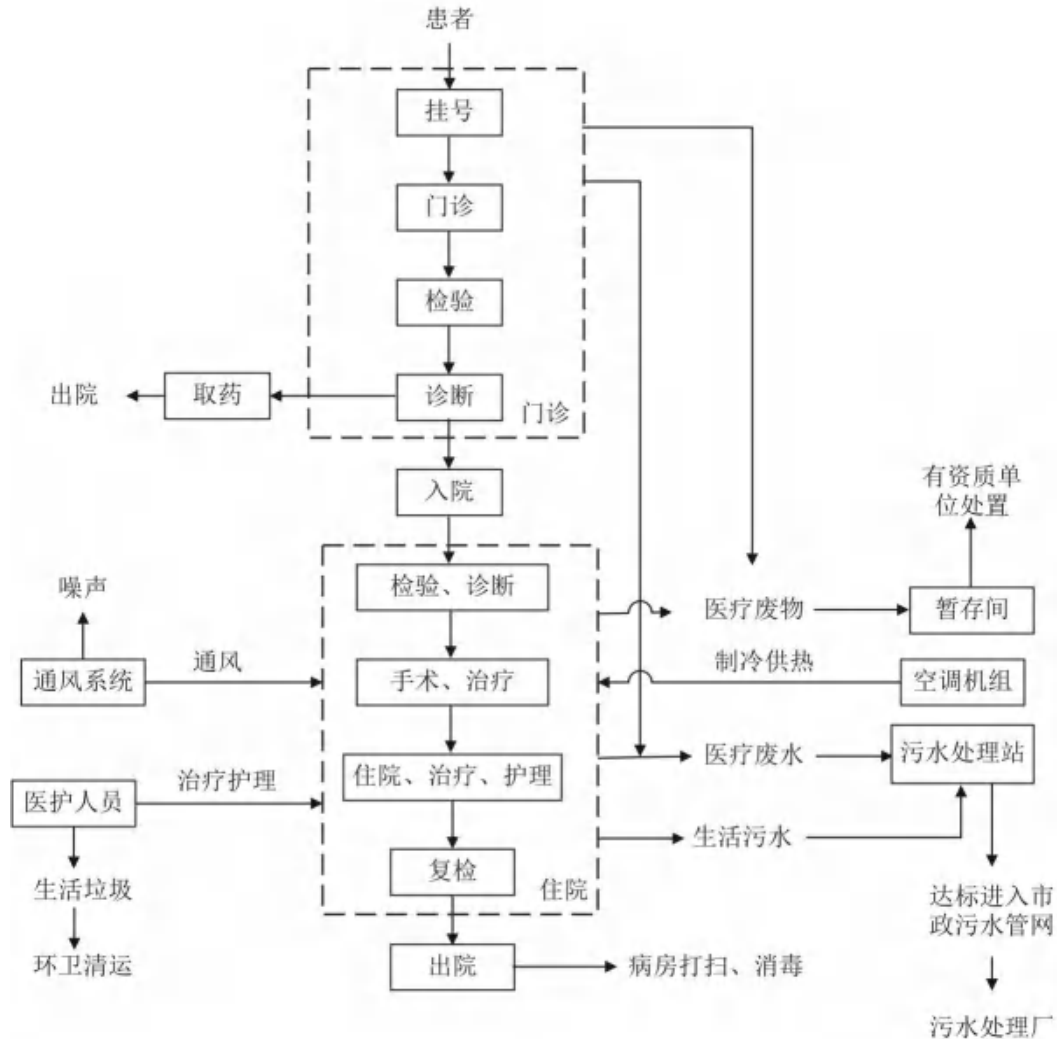 患者
挂号
门诊
检验
出院
取药
诊断
门诊
入院
有资质单
位处置
检验、诊断
噪声
医疗废物
暂存间
通风系统
通风
手术、治疗
制冷供热
空调机组
医护人员
治疗护理
住院、治疗、护理
医疗废水
污水处理站
生活污水
复检
住院
生活垃圾
达标进入市
政污水管网
环卫清运
出院
病房打扫、消毒
污水处理厂